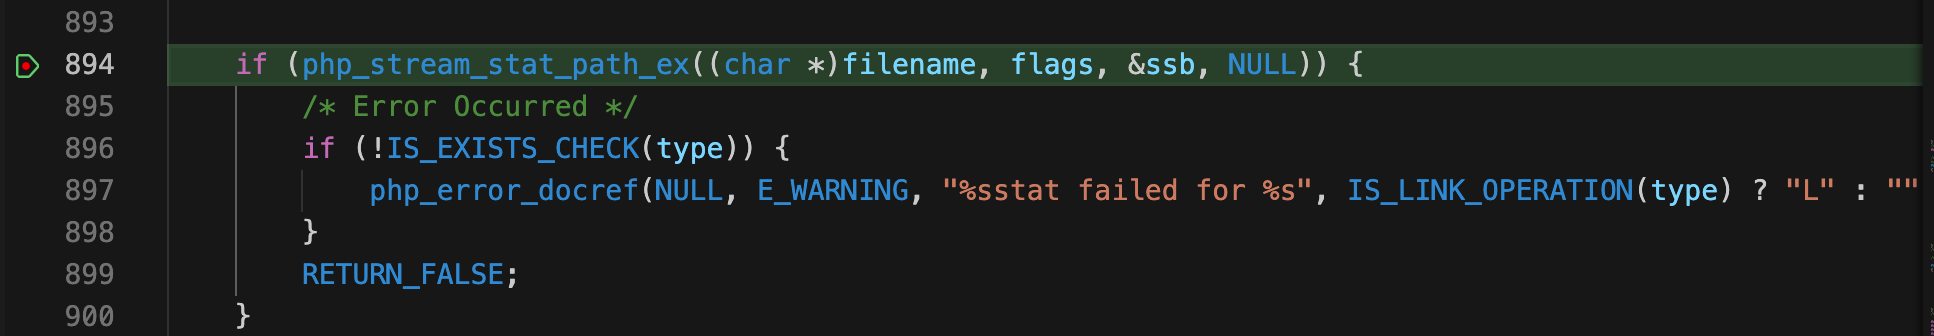 893
894 if (php_stream_stat_path_ex((char *)filename, flags, &ssb, NULL)) {
895 /* Error Occurred */
896 if (!IS_EXISTS_CHECK(type)) {
897 php_error_docref(NULL, E_WARNING, "%sstat failed for %s", IS_LINK_OPERATION(type) ? "L" : ""
898 }
899 RETURN_FALSE;
900 }